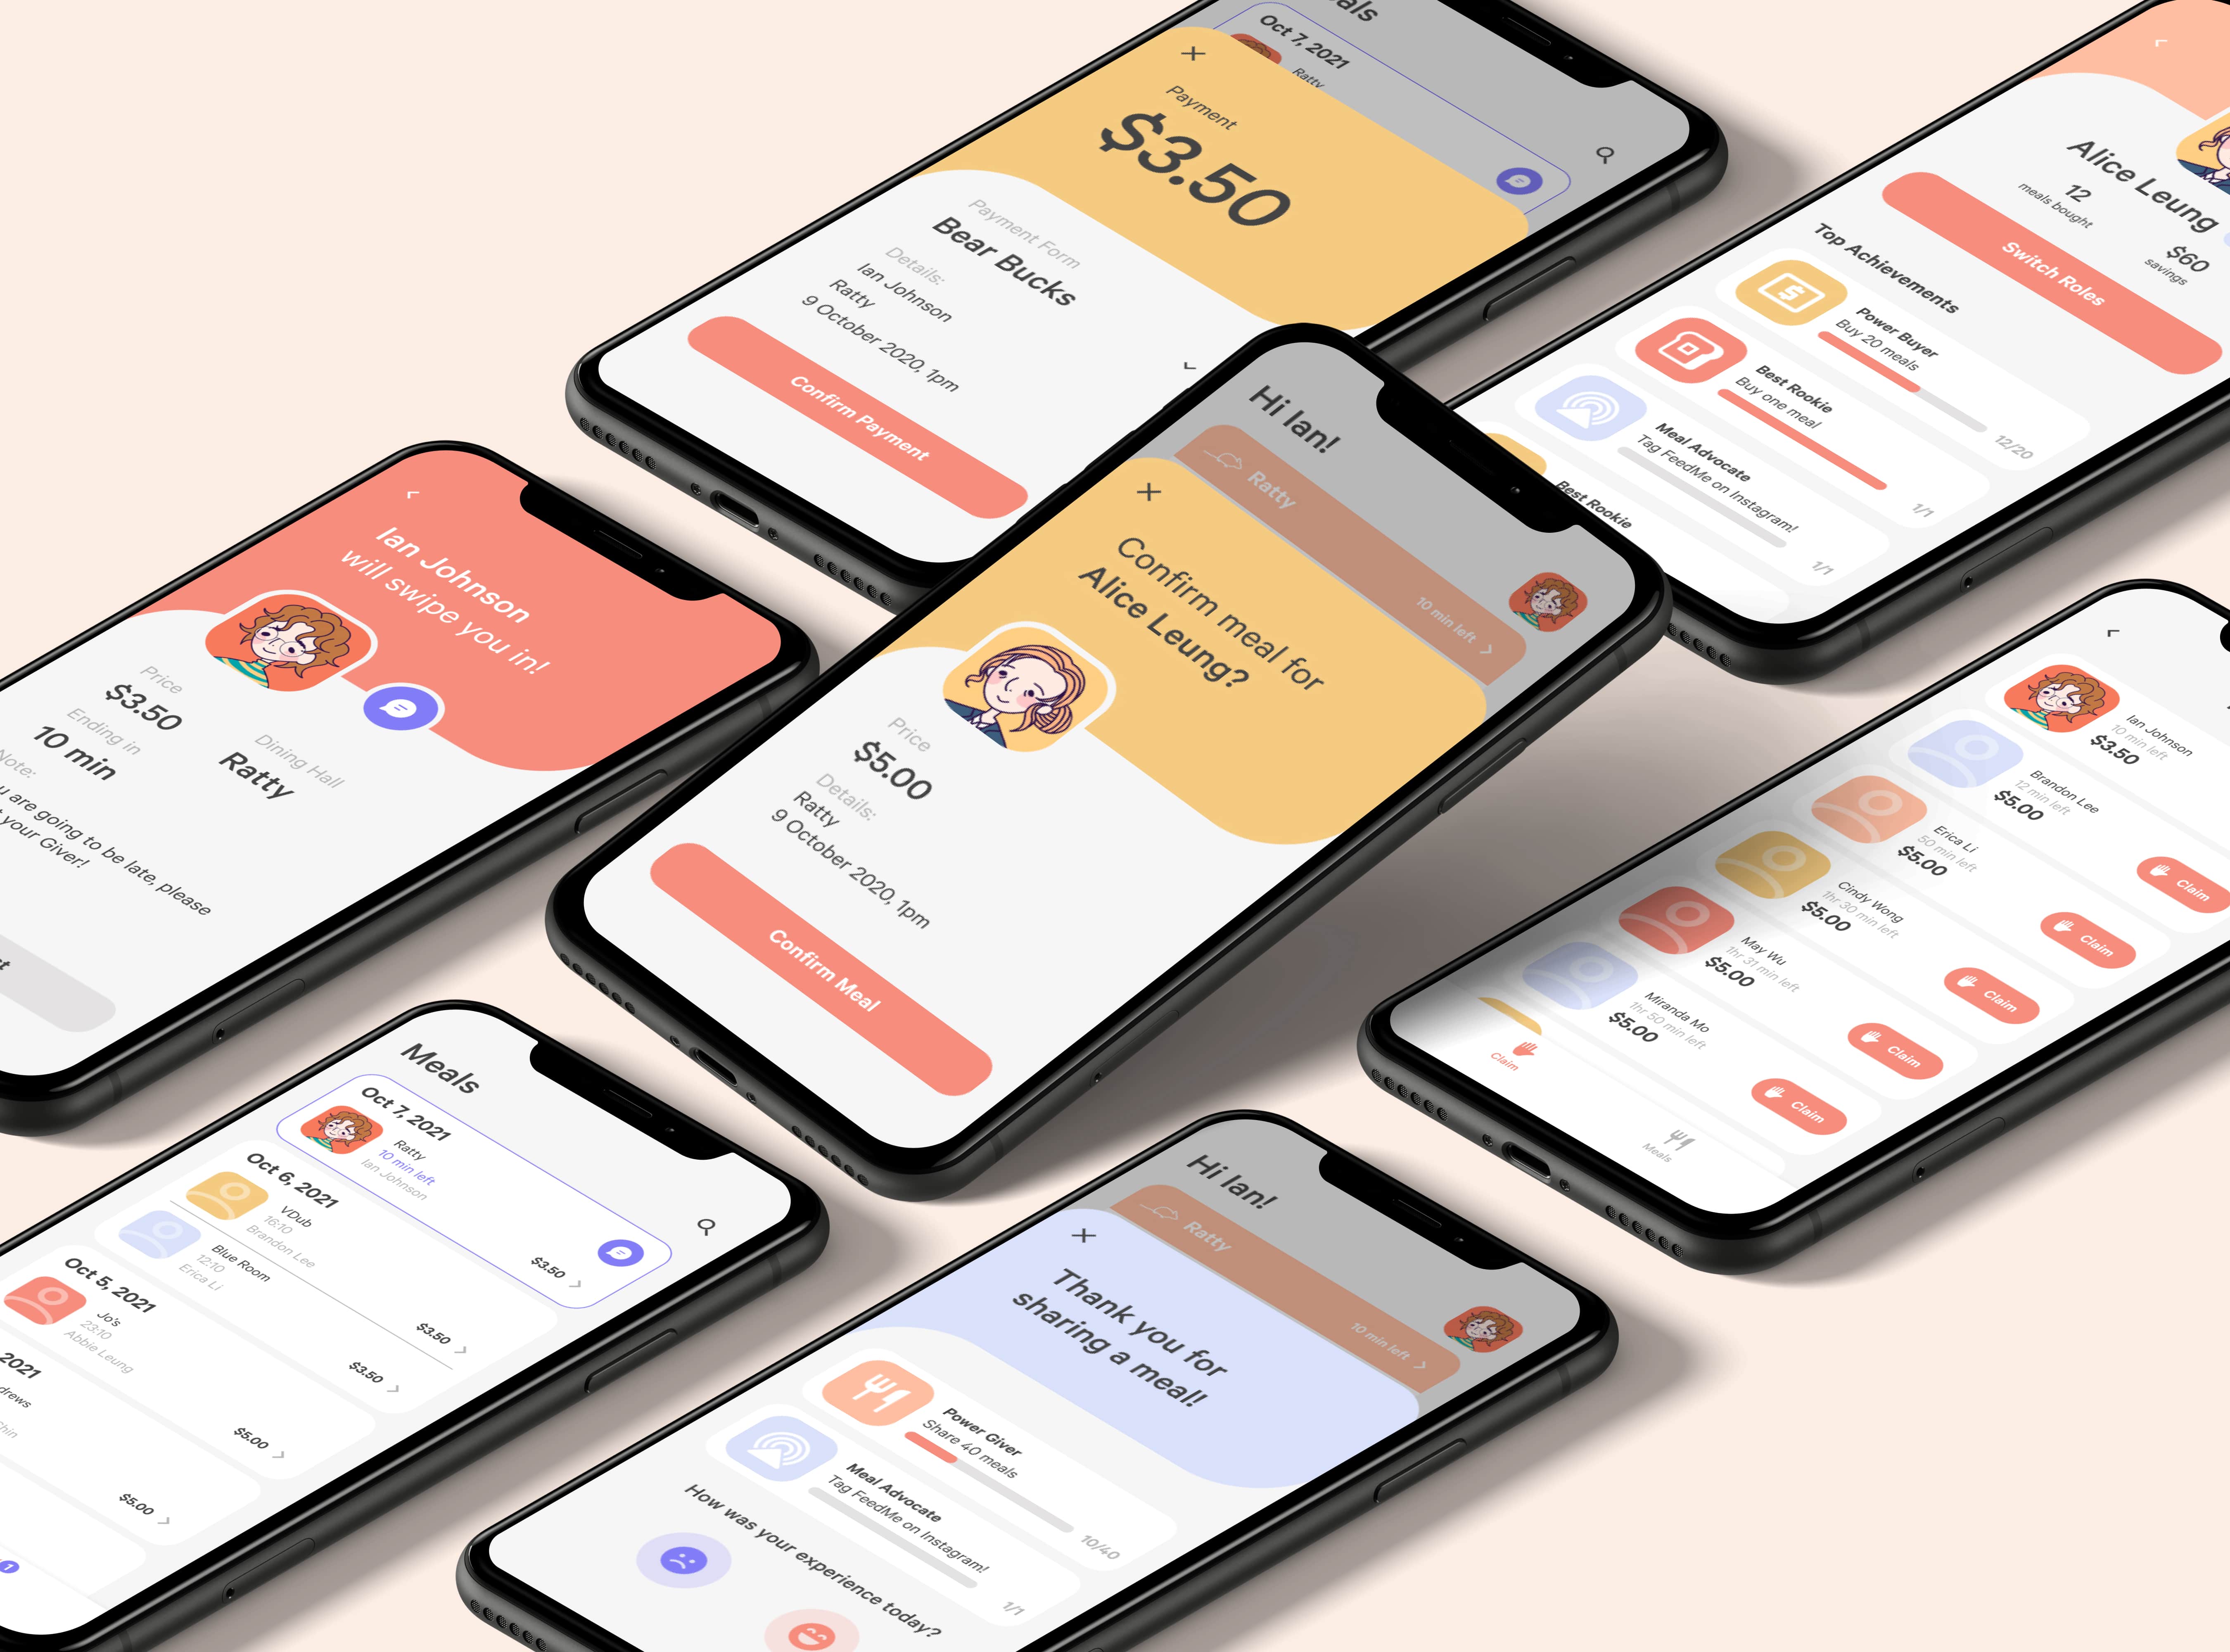 als
Oct 7, 2021
Ratty
Payment
$3.50
Payment Form
Bear Bucks
Details:
Ian Johnson
Ratty
9 October 2020, 1pm
Confirm Payment
Alice Leung
12
meals bought
$60
savings
Switch Roles
Top Achievements
Power Buyer
Buy 20 meals
12/20
Best Rookie
Buy one meal
1/1
Meal Advocate
Tag FeedMe on Instagram!
1/1
Best Rookie
Ian Johnson
will swipe you in!
Price
$3.50
Ending in
10 min
Dining Hall
Ratty
Note:
u are going to be late, please
t your Giver!
st
Hi Ian!
Ratty
10 min left
Confirm meal for
Alice Leung?
Price
$5.00
Details:
Ratty
9 October 2020, 1pm
Confirm Meal
Ian Johnson
10 min left
$3.50
Brandon Lee
12 min left
$5.00
Claim
Erica Li
50 min left
$5.00
Claim
Cindy Wong
1hr 30 min left
$5.00
Claim
May Wu
1hr 31 min left
$5.00
Claim
Miranda Mo
1hr 50 min left
$5.00
Claim
Claim
Meals
Meals
Oct 7, 2021
Ratty
10 min left
Ian Johnson
$3.50
Oct 6, 2021
VDub
16:10
Brandon Lee
$3.50
Blue Room
12:10
Erica Li
$3.50
Oct 5, 2021
Jo's
23:10
Abbie Leung
$5.00
2021
drews
Chin
$5.00
1
Hi Ian!
Ratty
10 min left
Thank you for
sharing a meal!
Power Giver
Share 40 meals
10/40
Meal Advocate
Tag FeedMe on Instagram!
1/1
How was your experience today?